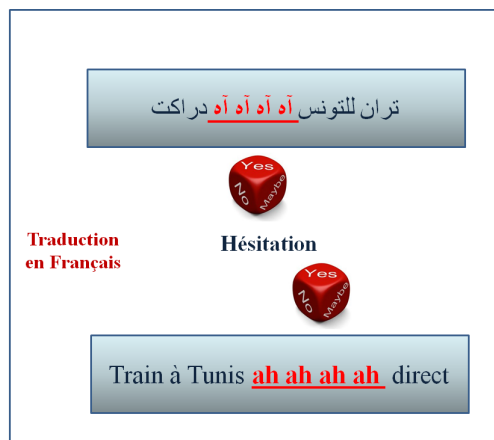 تران للتونس آه آه آه آه دراكت
Yes
No
Maybe
Traduction
en Français
Hésitation
Yes
No
Maybe
Train à Tunis ah ah ah ah direct